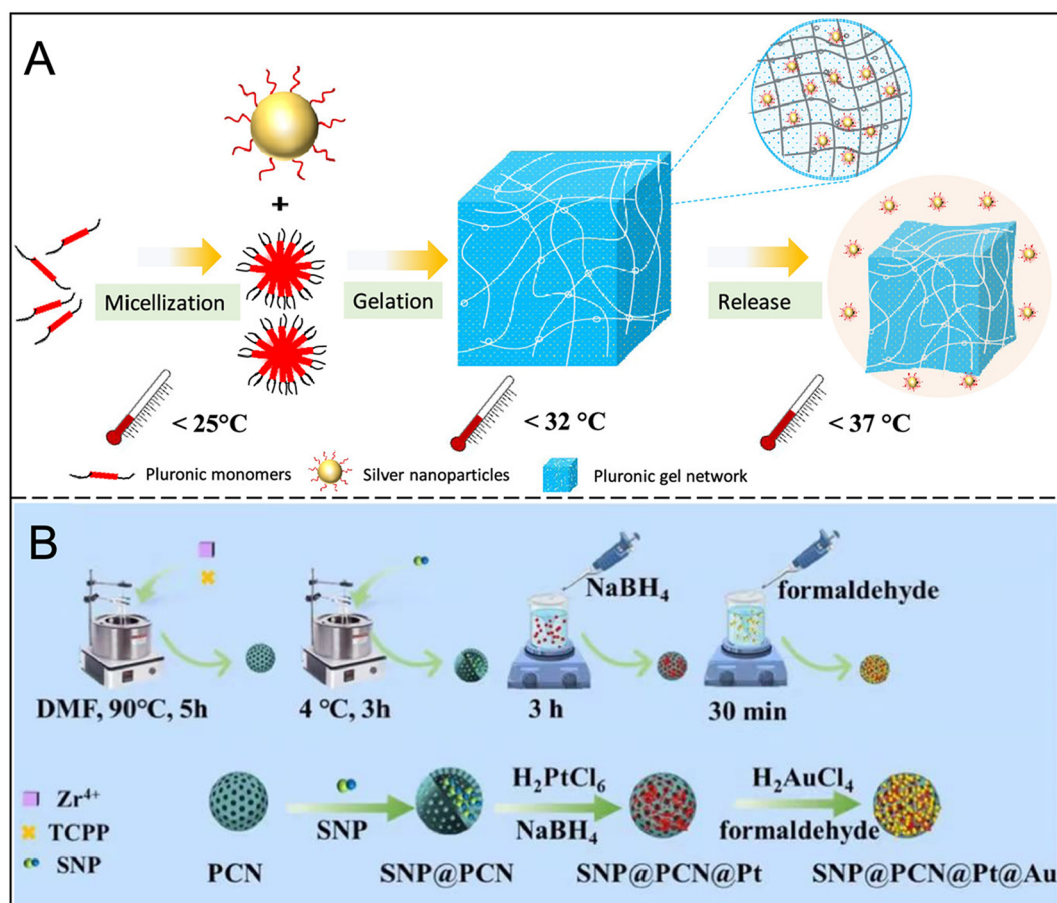 A
+
Micellization
Gelation
Release
< 25°C
< 32 °C
< 37 °C
Pluronic monomers
Silver nanoparticles
Pluronic gel network
B
NaBH4
formaldehyde
DMF, 90°C, 5h
4 °C, 3h
3 h
30 min
Zr4+
TCPP
SNP
SNP
H2PtCl6
NaBH4
H2AuCl4
formaldehyde
PCN
SNP@PCN
SNP@PCN@Pt
SNP@PCN@Pt@Au